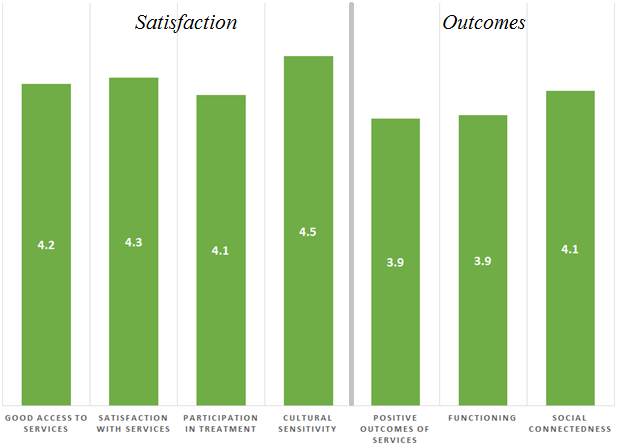 Satisfaction
Outcomes
4.2
4.3
4.1
4.5
3.9
3.9
4.1
GOOD ACCESS TO
SERVICES
SATISFACTION
WITH SERVICES
PARTICIPATION
IN TREATMENT
CULTURAL
SENSITIVITY
POSITIVE
OUTCOMES OF
SERVICES
FUNCTIONING
SOCIAL
CONNECTEDNESS